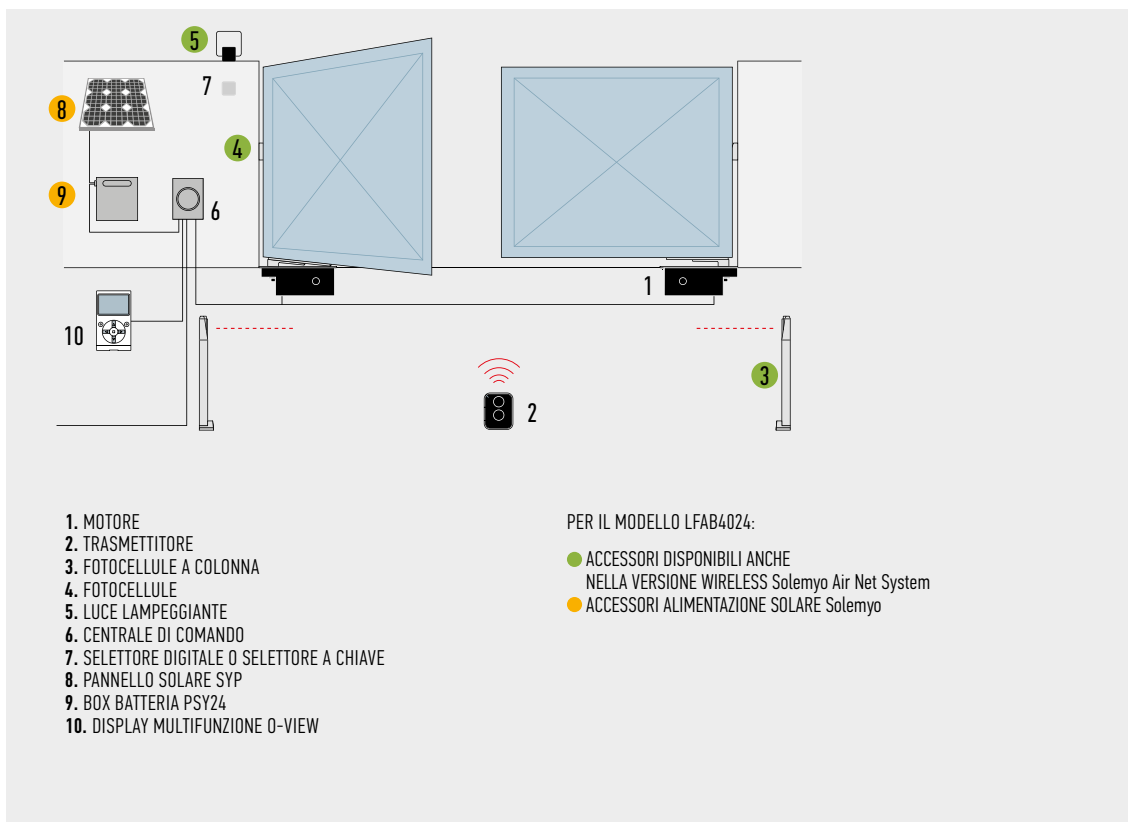 5
7
8
4
9
6
1
10
3
2
1. MOTORE
2. TRASMETTITORE
3. FOTOCELLULE A COLONNA
4. FOTOCELLULE
5. LUCE LAMPEGGIANTE
6. CENTRALE DI COMANDO
7. SELETTORE DIGITALE O SELETTORE A CHIAVE
8. PANNELLO SOLARE SYP
9. BOX BATTERIA PSY24
10. DISPLAY MULTIFUNZIONE O-VIEW
PER IL MODELLO LFAB4024:
ACCESSORI DISPONIBILI ANCHE
NELLA VERSIONE WIRELESS Solemyo Air Net System
ACCESSORI ALIMENTAZIONE SOLARE Solemyo